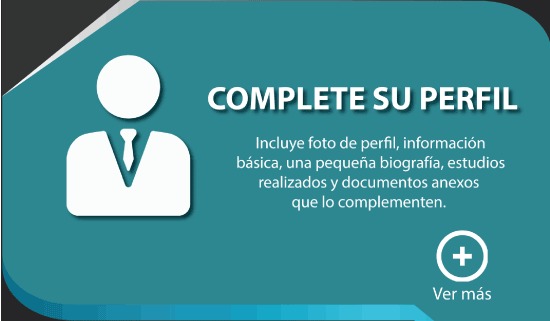 COMPLETE SU PERFIL
Incluye foto de perfil, información
básica, una pequeña biografía, estudios
realizados y documentos anexos
que lo complementen.
Ver más